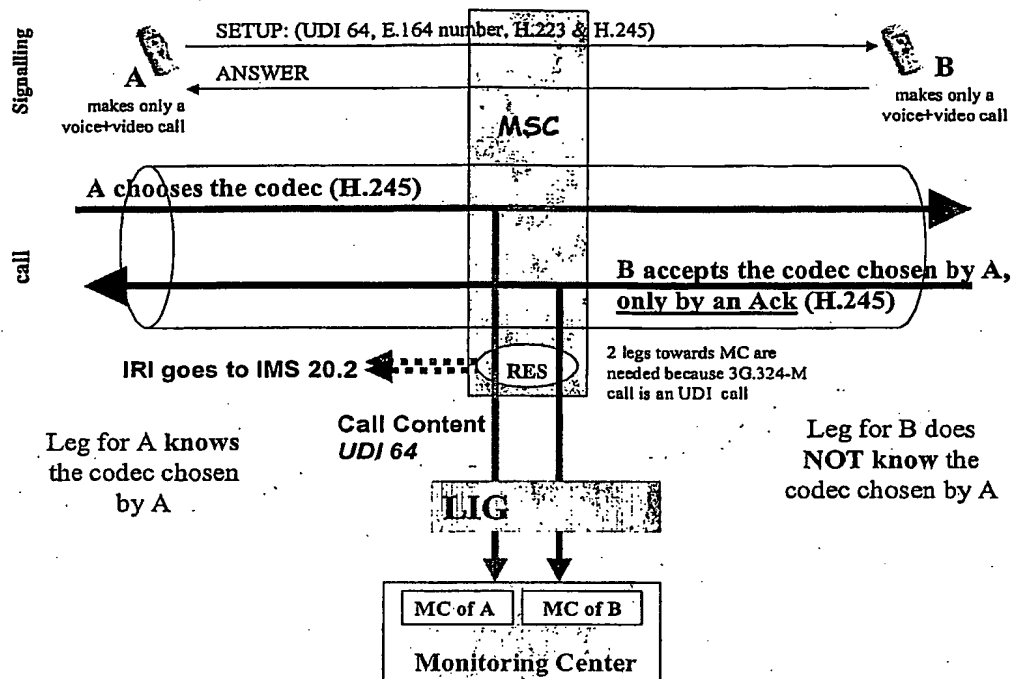 Signalling
SETUP: (UDI 64, E.164 number, H.223 & H.245)
A
ANSWER
B
makes only a
voice+video call
makes only a
voice+video call
MSC
call
A chooses the codec (H.245)
B accepts the codec chosen by A,
only by an Ack (H.245)
IRI goes to IMS 20.2
RES
2 legs towards MC are
needed because 3G.324-M
call is an UDI call
Call Content
UDI 64
Leg for A knows
the codec chosen
by A
Leg for B does
NOT know the
codec chosen by A
LIG
MC of A
MC of B
Monitoring Center